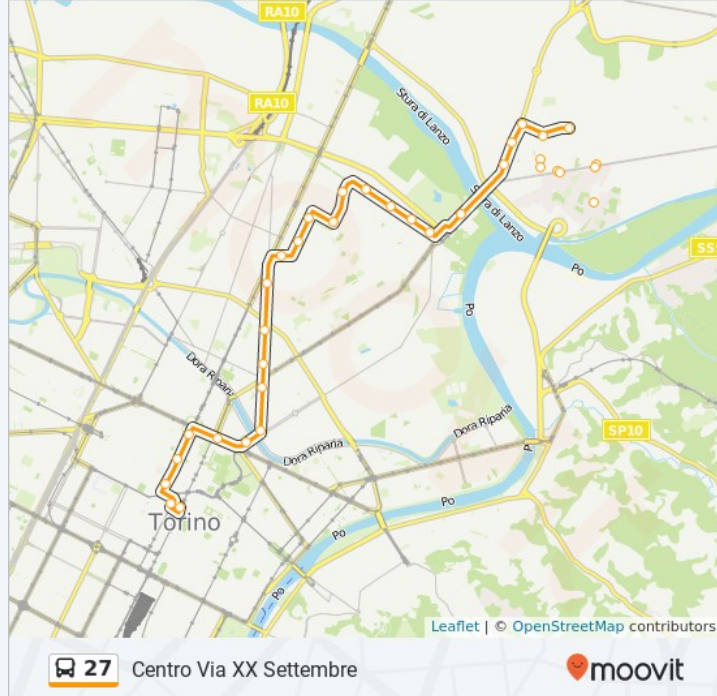 RA10
RA10
Stura di Lanzo
Stura di Lanzo
Po
SS
Po
Dora Riparia
Dora Riparia
Dora Riparia
SP10
P
Po
Torino
Po
Po
Leaflet | © OpenStreetMap contributors
27 Centro Via XX Settembre
moovit